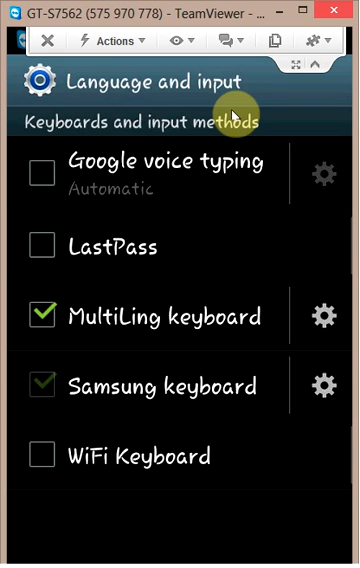 GT-S7562 (575 970 778) - TeamViewer - ...
Actions
Language and input
Keyboards and input methods
Google voice typing
Automatic
LastPass
MultiLing keyboard
Samsung keyboard
WiFi Keyboard